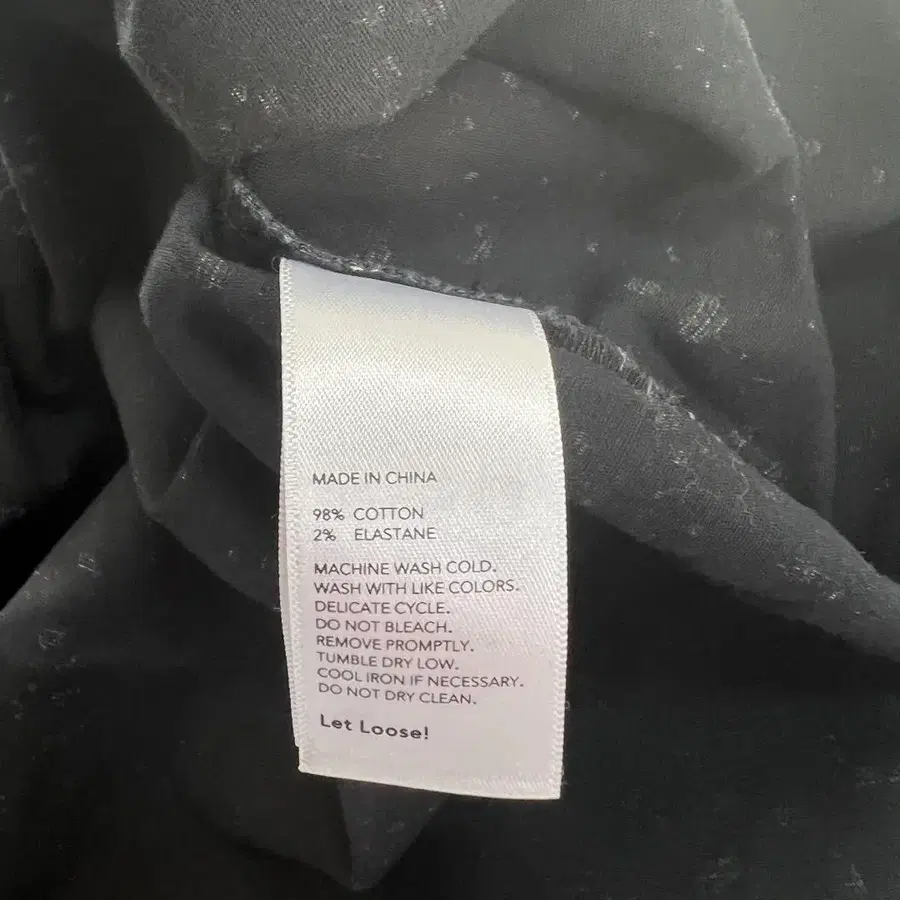 MADE IN CHINA
98% COTTON
2% ELASTANE
MACHINE WASH COLD.
WASH WITH LIKE COLORS.
DELICATE CYCLE.
DO NOT BLEACH.
REMOVE PROMPTLY.
TUMBLE DRY LOW.
COOL IRON IF NECESSARY.
DO NOT DRY CLEAN.
Let Loose!